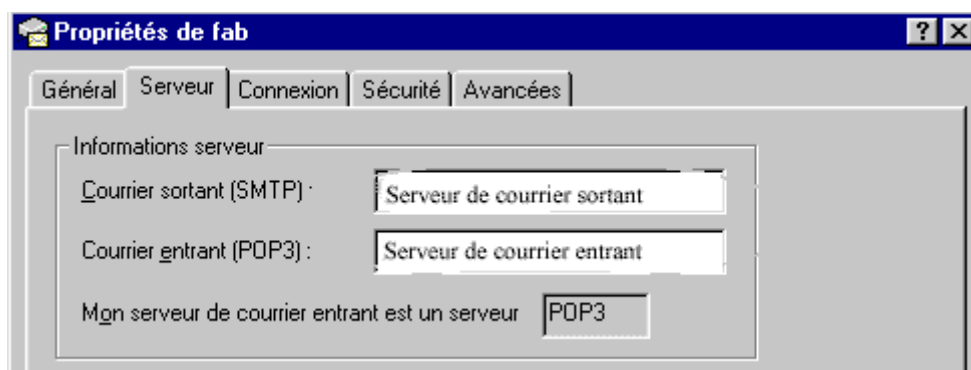 Propriétés de fab
Général Serveur Connexion Sécurité Avancées
Informations serveur
Courrier sortant (SMTP) : Serveur de courrier sortant
Courrier entrant (POP3) : Serveur de courrier entrant
Mon serveur de courrier entrant est un serveur POP3